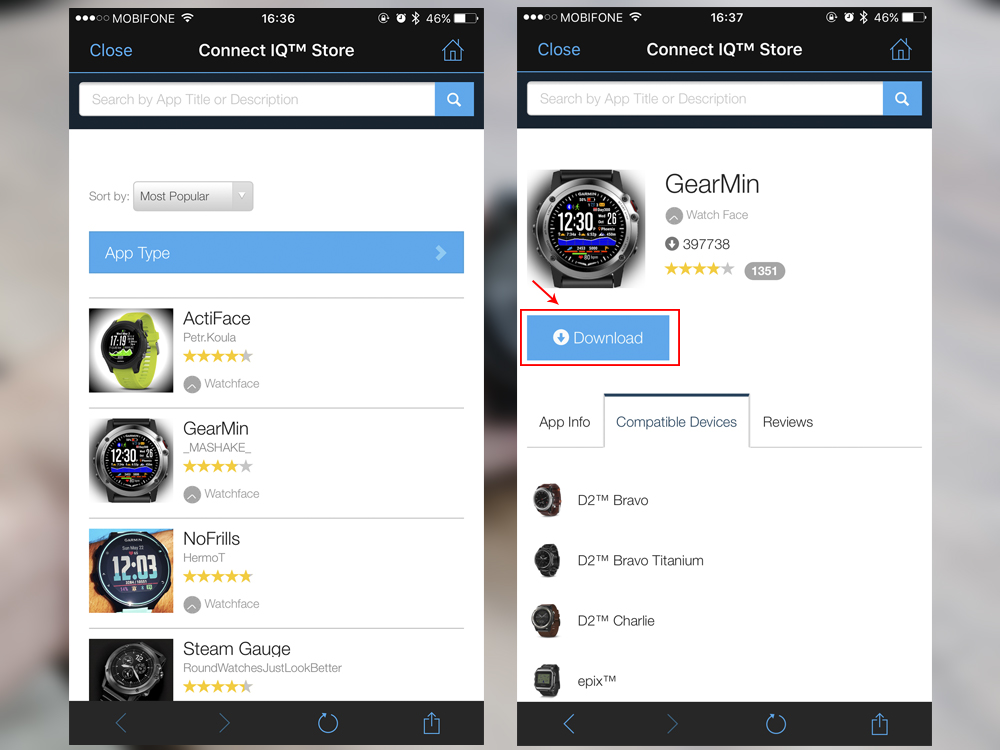 MOBIFONE 16:36 46%
Close Connect IQ™ Store
Search by App Title or Description
Sort by: Most Popular
App Type
ActiFace
Petr.Koula
Watchface
GearMin
_MASHAKE_
Watchface
NoFrills
HermoT
Watchface
Steam Gauge
RoundWatchesJustLookBetter
MOBIFONE 16:37 46%
Close Connect IQ™ Store
Search by App Title or Description
GARMIN
12:30
GearMin
Watch Face
397738
1351
Download
App Info Compatible Devices Reviews
D2™ Bravo
D2™ Bravo Titanium
D2™ Charlie
epix™